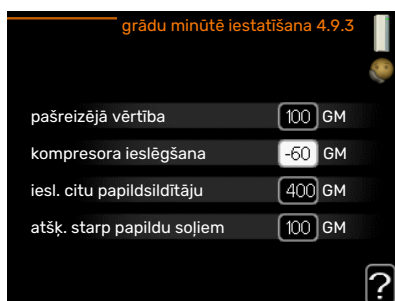 grādu minūtē iestatīšana 4.9.3
pašreizējā vērtība 100 GM
kompresora ieslēgšana -60 GM
iesl. citu papildsildītāju 400 GM
atšķ. starp papildu soļiem 100 GM
?